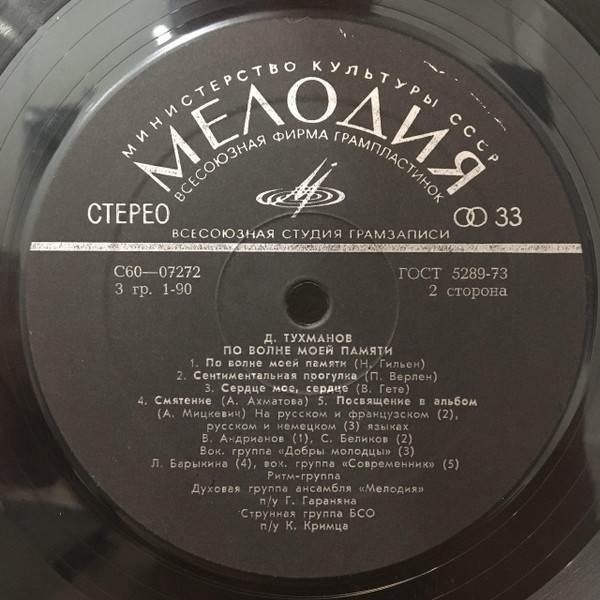 МИНИСТЕРСТВО КУЛЬТУРЫ СССР
МЕЛОДИЯ
ВСЕСОЮЗНАЯ ФИРМА ГРАМПЛАСТИНОК
СТЕРЕО
33
ВСЕСОЮЗНАЯ СТУДИЯ ГРАМЗАПИСИ
С60—07272 ГОСТ 5289-73
3 гр. 1-90 2 сторона
Д. ТУХМАНОВ
ПО ВОЛНЕ МОЕЙ ПАМЯТИ
1. По волне моей памяти (Н. Гильен)
2. Сентиментальная прогулка (П. Верлен)
3. Сердце мое, сердце (В. Гете)
4. Смятение (А. Ахматова) 5. Посвящение в альбом
(А. Мицкевич) На русском и французском (2),
русском и немецком (3) языках
В. Андрианов (1), С. Беликов (2)
Вок. группа «Добры молодцы» (3)
Л. Барыкина (4), вок. группа «Современник» (5)
Ритм-группа
Духовая группа ансамбля «Мелодия»
п/у Г. Гараняна
Струнная группа БСО
п/у К. Кримца